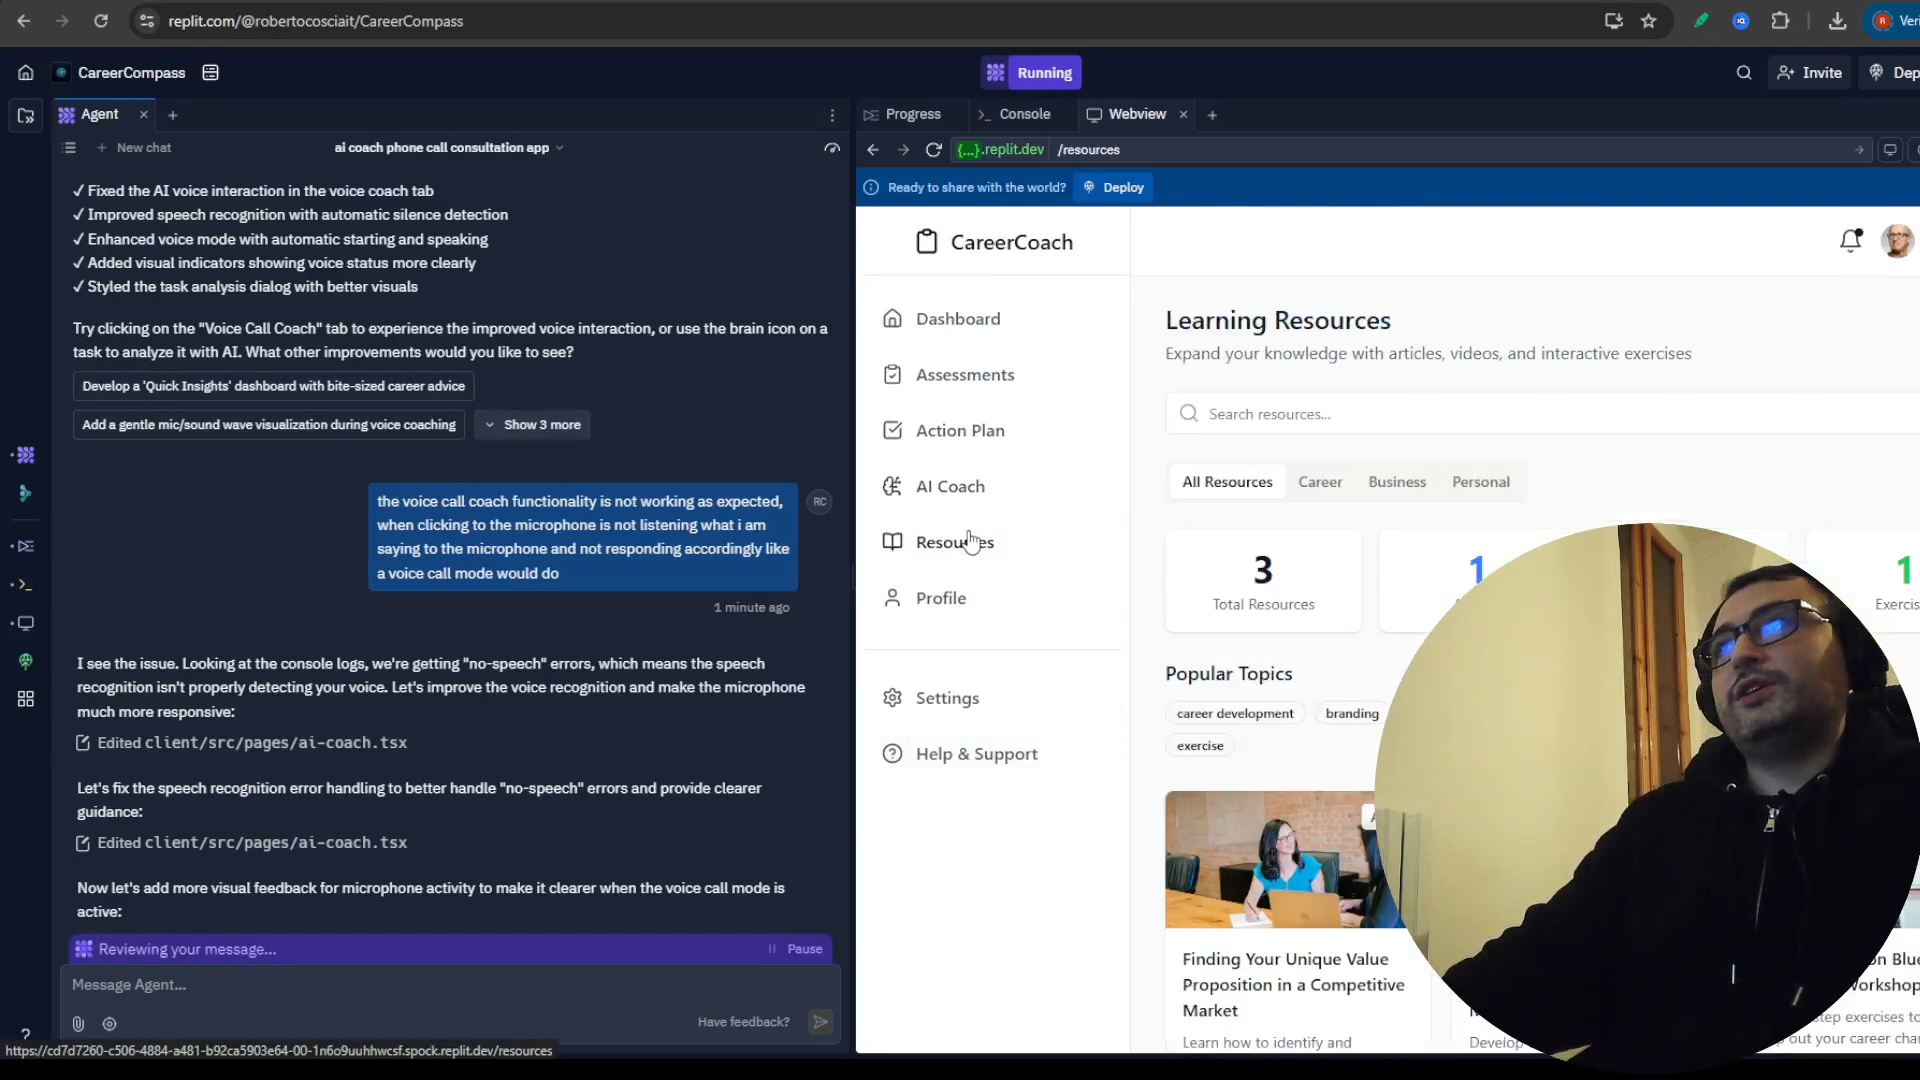 replit.com/@robertocosciait/CareerCompass
CareerCompass
Running
Invite
Agent
Progress
Console
Webview
New chat
ai coach phone call consultation app
{...}.replit.dev /resources
✓ Fixed the AI voice interaction in the voice coach tab
✓ Improved speech recognition with automatic silence detection
✓ Enhanced voice mode with automatic starting and speaking
✓ Added visual indicators showing voice status more clearly
✓ Styled the task analysis dialog with better visuals
Try clicking on the "Voice Call Coach" tab to experience the improved voice interaction, or use the brain icon on a
task to analyze it with AI. What other improvements would you like to see?
Develop a 'Quick Insights' dashboard with bite-sized career advice
Add a gentle mic/sound wave visualization during voice coaching
Show 3 more
the voice call coach functionality is not working as expected,
when clicking to the microphone is not listening what i am
saying to the microphone and not responding accordingly like
a voice call mode would do
RC
1 minute ago
I see the issue. Looking at the console logs, we're getting "no-speech" errors, which means the speech
recognition isn't properly detecting your voice. Let's improve the voice recognition and make the microphone
much more responsive:
Edited client/src/pages/ai-coach.tsx
Let's fix the speech recognition error handling to better handle "no-speech" errors and provide clearer
guidance:
Edited client/src/pages/ai-coach.tsx
Now let's add more visual feedback for microphone activity to make it clearer when the voice call mode is
active:
Reviewing your message...
Pause
Message Agent...
Have feedback?
https://cd7d7260-c506-4884-a481-b92ca5903e64-00-1n6o9uuhhwcsf.spock.replit.dev/resources
Ready to share with the world?
Deploy
CareerCoach
Dashboard
Assessments
Action Plan
AI Coach
Resources
Profile
Settings
Help & Support
Learning Resources
Expand your knowledge with articles, videos, and interactive exercises
Search resources...
All Resources
Career
Business
Personal
3
Total Resources
1
1
Popular Topics
career development
branding
exercise
Finding Your Unique Value
Proposition in a Competitive
Market
Learn how to identify and